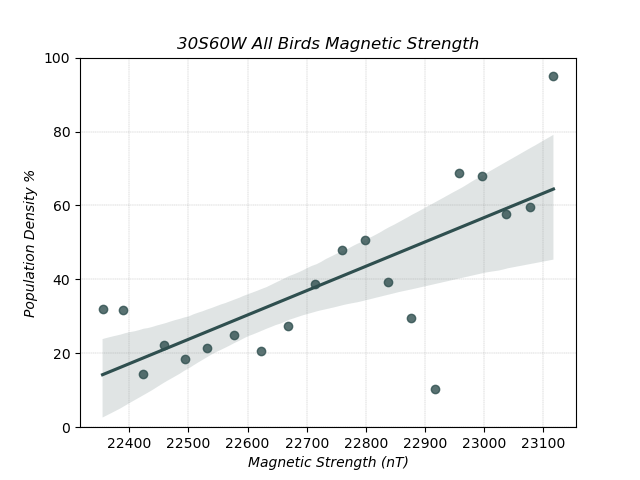 30S60W All Birds Magnetic Strength
100
80
60
40
20
0
Population Density %
22400 22500 22600 22700 22800 22900 23000 23100
Magnetic Strength (nT)